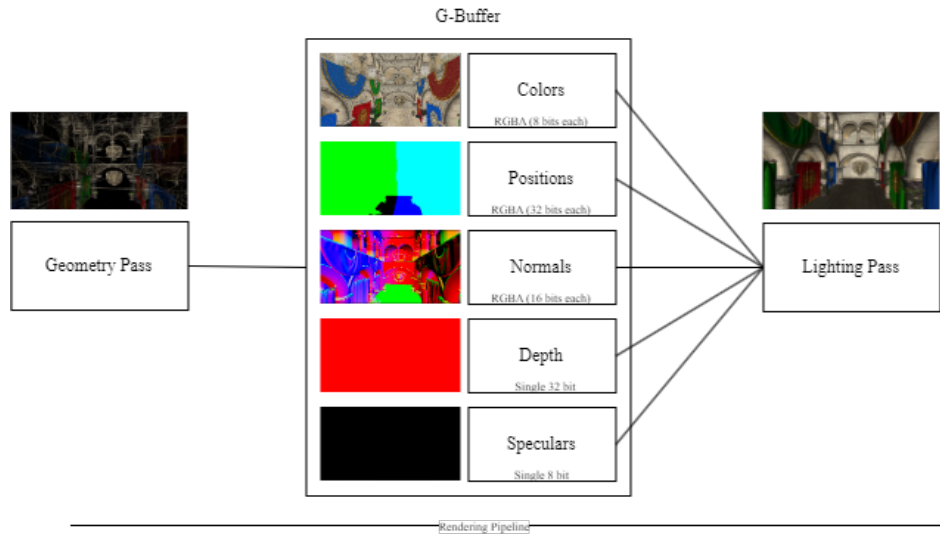 G-Buffer
Colors
RGBA (8 bits each)
Positions
RGBA (32 bits each)
Geometry Pass
Normals
RGBA (16 bits each)
Lighting Pass
Depth
Single 32 bit
Speculars
Single 8 bit
Rendering Pipeline